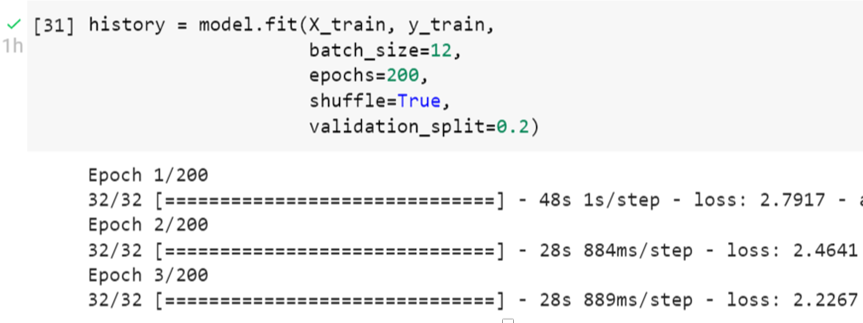 [31] history = model.fit(X_train, y_train,
batch_size=12,
epochs=200,
shuffle=True,
validation_split=0.2)
1h
Epoch 1/200
32/32 [==============================] - 48s 1s/step - loss: 2.7917 - a
Epoch 2/200
32/32 [==============================] - 28s 884ms/step - loss: 2.4641
Epoch 3/200
32/32 [==============================] - 28s 889ms/step - loss: 2.2267